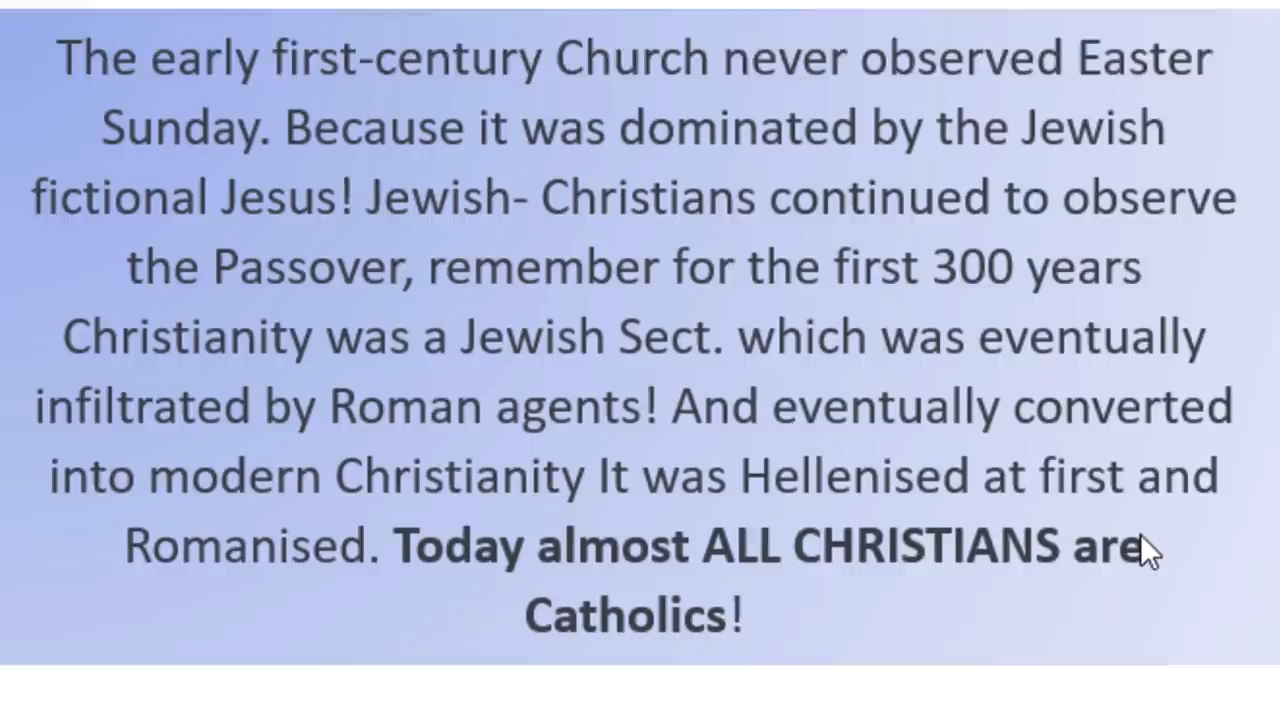 The early first-century Church never observed Easter
Sunday. Because it was dominated by the Jewish
fictional Jesus! Jewish- Christians continued to observe
the Passover, remember for the first 300 years
Christianity was a Jewish Sect. which was eventually
infiltrated by Roman agents! And eventually converted
into modern Christianity It was Hellenised at first and
Romanised. Today almost ALL CHRISTIANS are
Catholics!